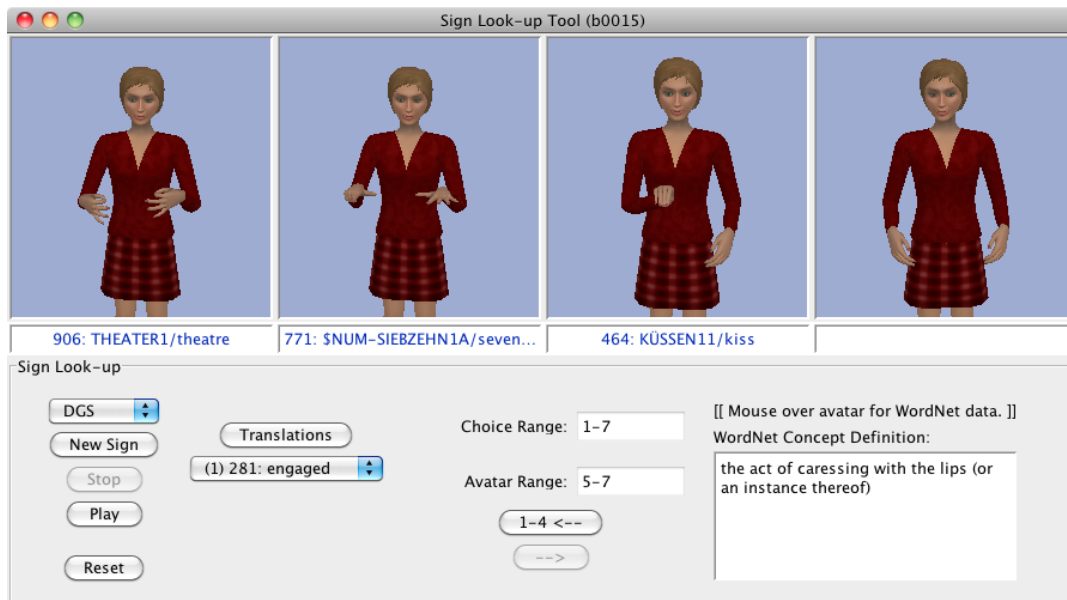 Sign Look-up Tool (b0015)
906: THEATER1/theatre
771: $NUM-SIEBZEHN1A/seven...
464: KÜSSEN11/kiss
Sign Look-up
DGS
New Sign
Stop
Play
Reset
Translations
(1) 281: engaged
Choice Range: 1-7
Avatar Range: 5-7
1-4 <--
-->
[[ Mouse over avatar for WordNet data. ]]
WordNet Concept Definition:
the act of caressing with the lips (or
an instance thereof)